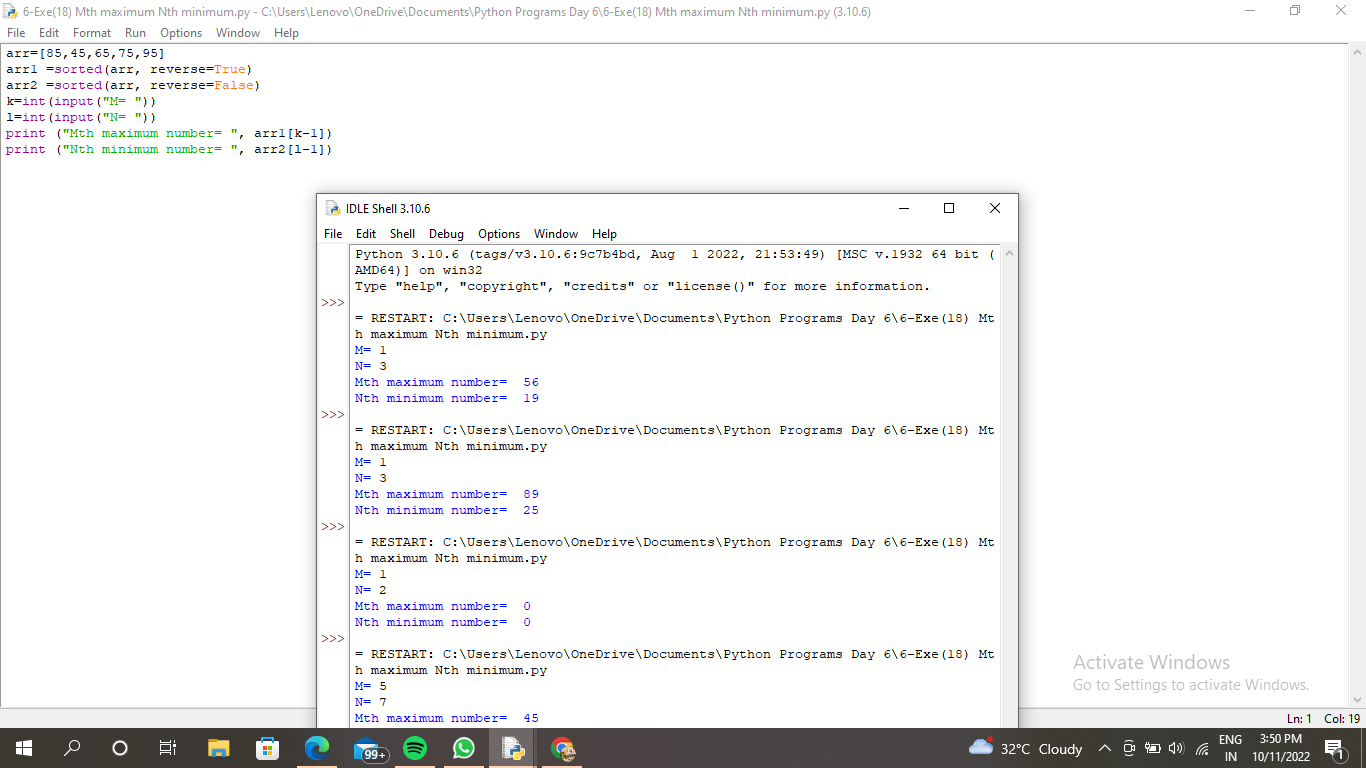 6-Exe(18) Mth maximum Nth minimum.py - C:\Users\Lenovo\OneDrive\Documents\Python Programs Day 6\6-Exe(18) Mth maximum Nth minimum.py (3.10.6)
File Edit Format Run Options Window Help
arr=[85,45,65,75,95]
arr1 =sorted(arr, reverse=True)
arr2 =sorted(arr, reverse=False)
k=int(input("M= "))
l=int(input("N= "))
print ("Mth maximum number= ", arr1[k-1])
print ("Nth minimum number= ", arr2[l-1])
IDLE Shell 3.10.6
File Edit Shell Debug Options Window Help
Python 3.10.6 (tags/v3.10.6:9c7b4bd, Aug  1 2022, 21:53:49) [MSC v.1932 64 bit (
AMD64)] on win32
Type "help", "copyright", "credits" or "license()" for more information.
>>>
= RESTART: C:\Users\Lenovo\OneDrive\Documents\Python Programs Day 6\6-Exe(18) Mt
h maximum Nth minimum.py
M= 1
N= 3
Mth maximum number=  56
Nth minimum number=  19
>>>
= RESTART: C:\Users\Lenovo\OneDrive\Documents\Python Programs Day 6\6-Exe(18) Mt
h maximum Nth minimum.py
M= 1
N= 3
Mth maximum number=  89
Nth minimum number=  25
>>>
= RESTART: C:\Users\Lenovo\OneDrive\Documents\Python Programs Day 6\6-Exe(18) Mt
h maximum Nth minimum.py
M= 1
N= 2
Mth maximum number=  0
Nth minimum number=  0
>>>
= RESTART: C:\Users\Lenovo\OneDrive\Documents\Python Programs Day 6\6-Exe(18) Mt
h maximum Nth minimum.py
M= 5
N= 7
Mth maximum number=  45
Activate Windows
Go to Settings to activate Windows.
Ln: 1 Col: 19
99+
32°C Cloudy
ENG
IN
3:50 PM
10/11/2022
1